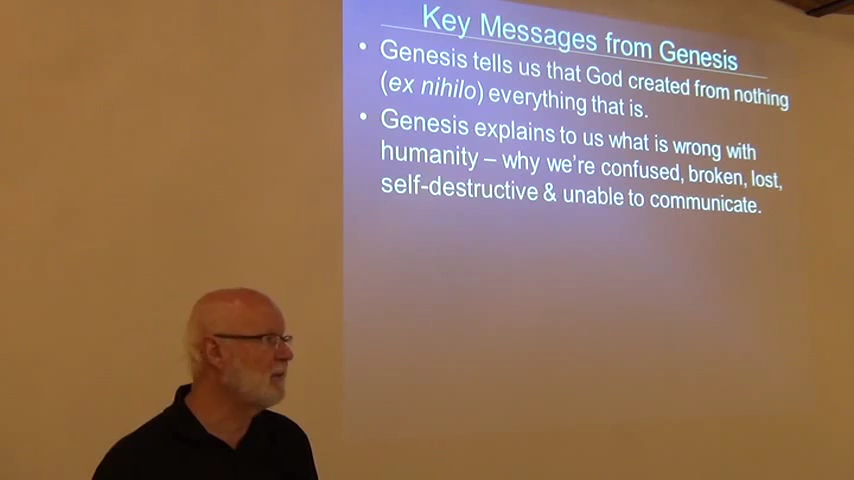 Key Messages from Genesis
• Genesis tells us that God created from nothing
(ex nihilo) everything that is.
• Genesis explains to us what is wrong with
humanity – why we're confused, broken, lost,
self-destructive & unable to communicate.